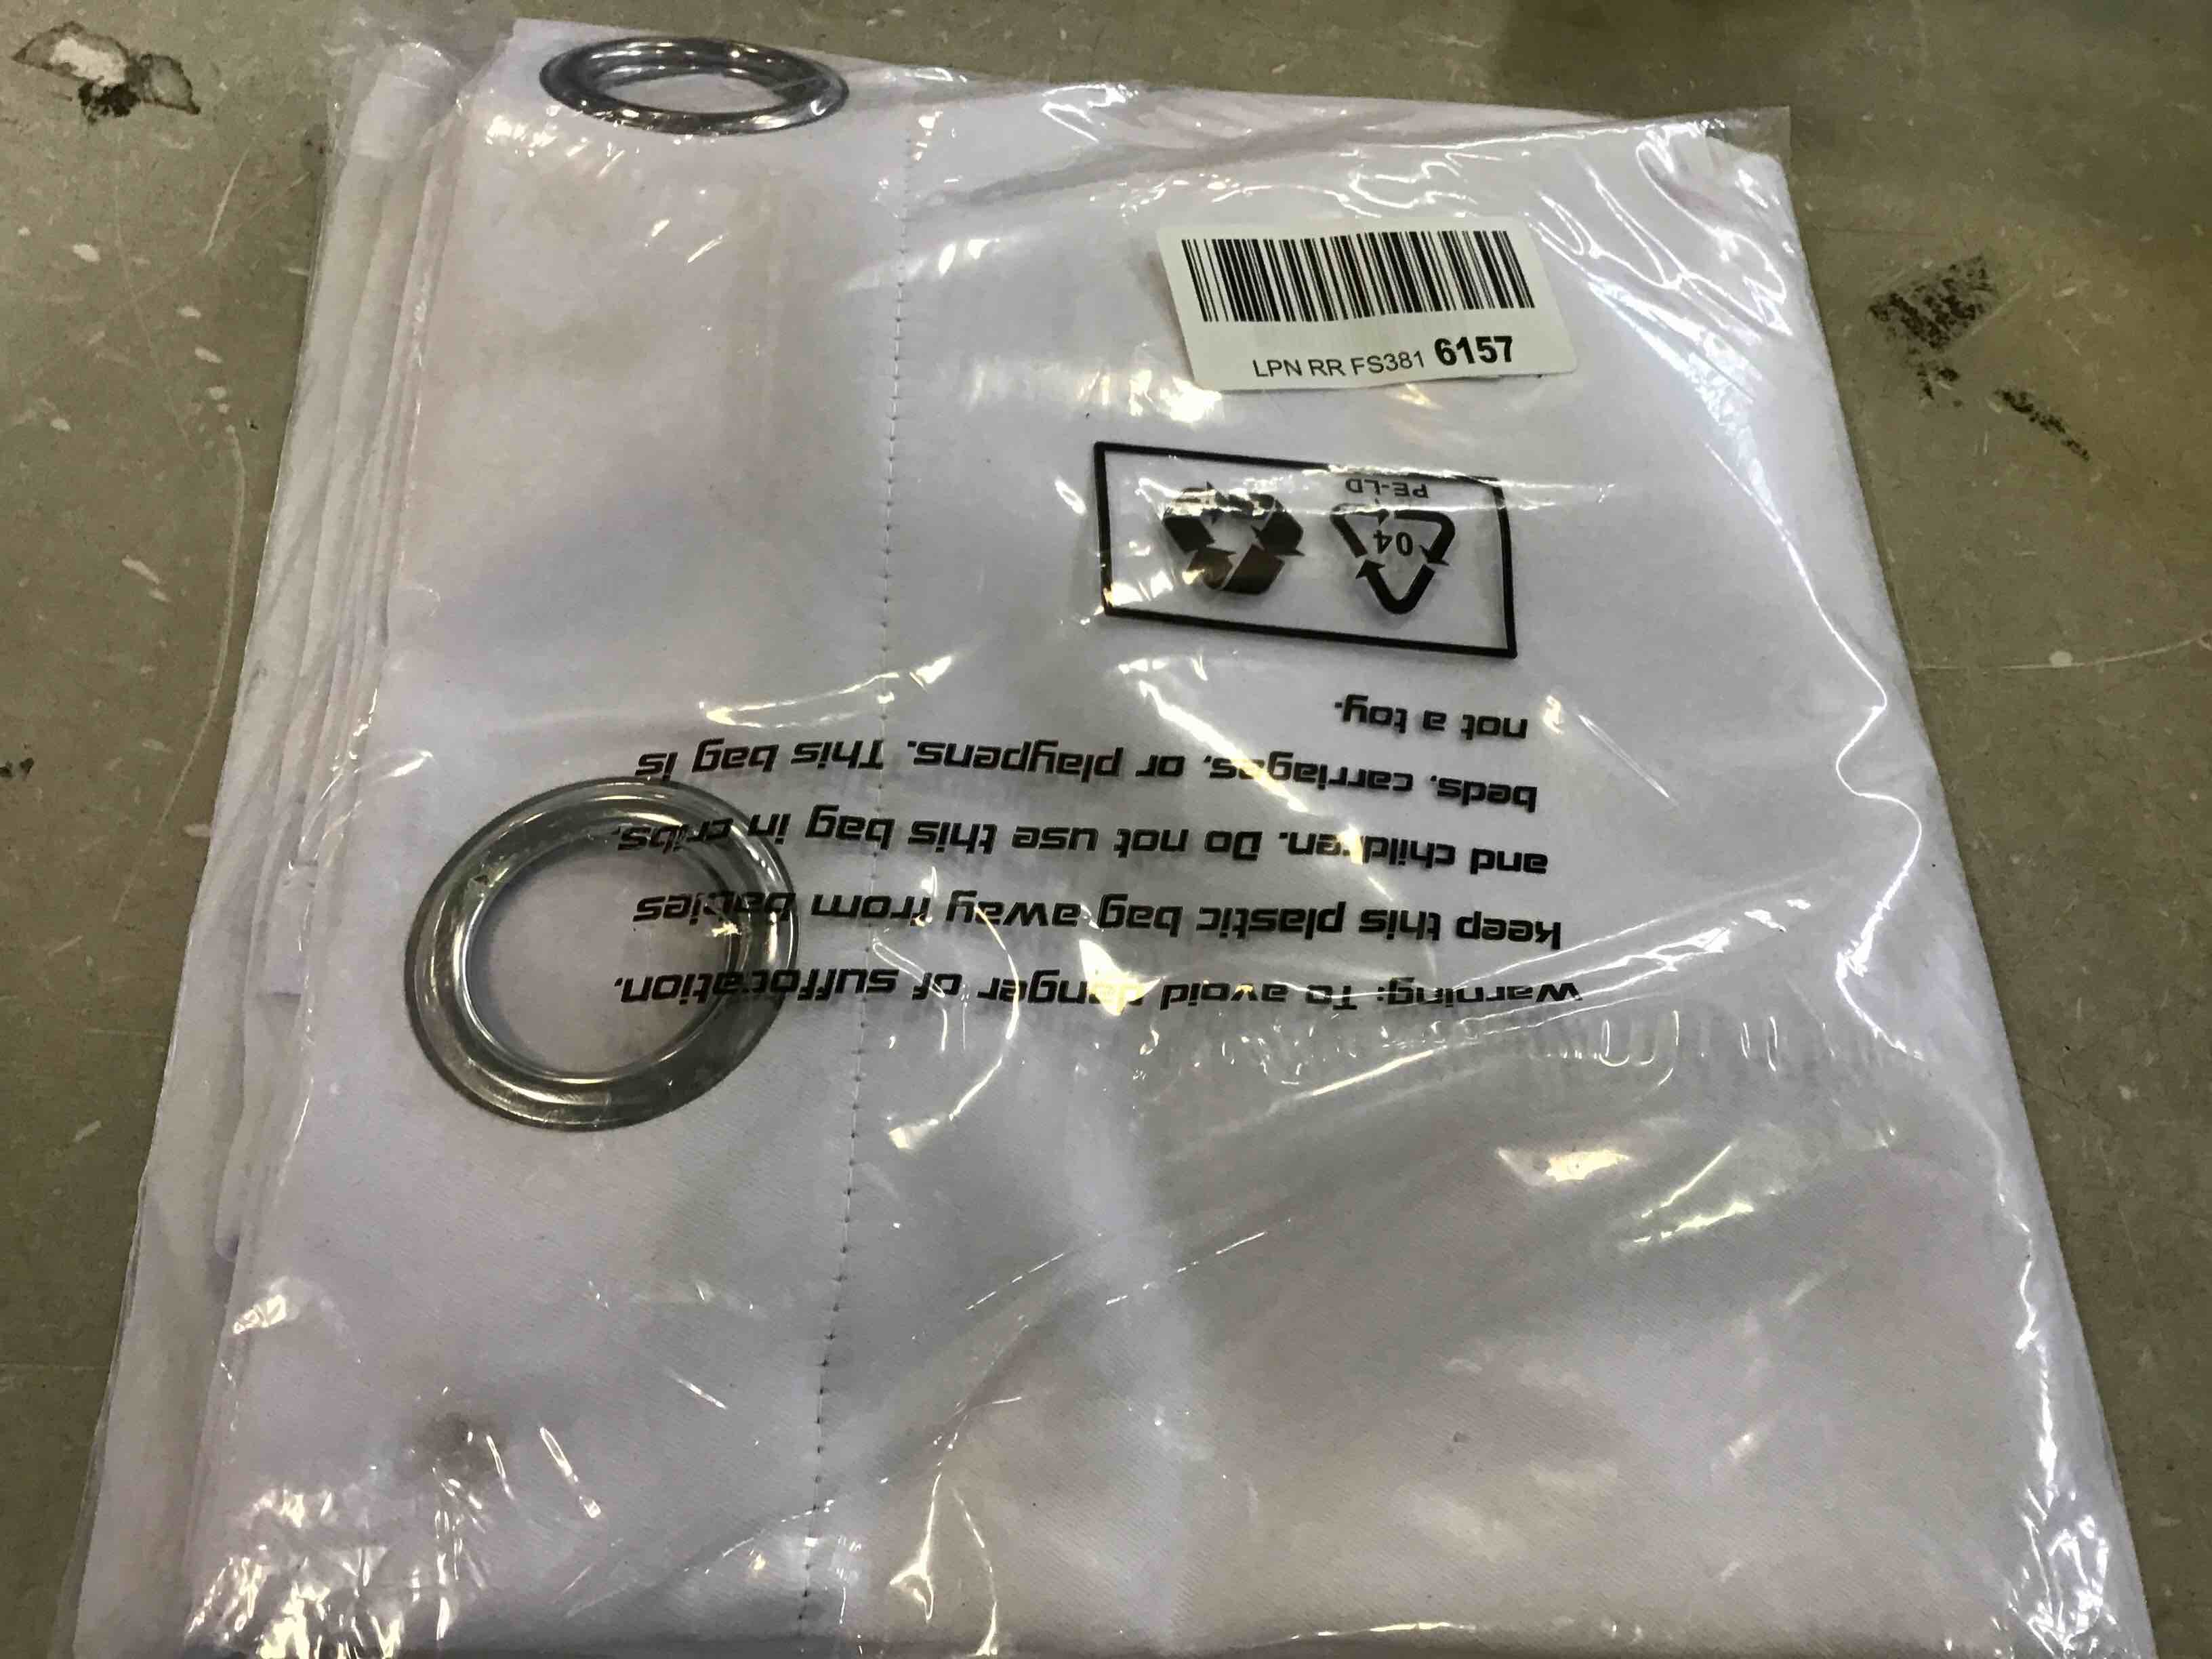 LPN RR FS381 6157
Warning: To avoid danger of suffocation.
keep this plastic bag away from babies
and children. Do not use this bag in cribs,
beds, carriages, or playpens. This bag is
not a toy.
04
PE-LD